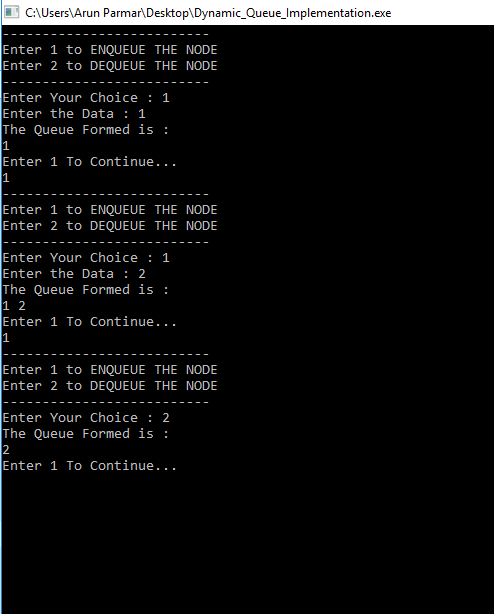 C:\Users\Arun Parmar\Desktop\Dynamic_Queue_Implementation.exe
--------------------------
Enter 1 to ENQUEUE THE NODE
Enter 2 to DEQUEUE THE NODE
--------------------------
Enter Your Choice : 1
Enter the Data : 1
The Queue Formed is :
1
Enter 1 To Continue...
1
--------------------------
Enter 1 to ENQUEUE THE NODE
Enter 2 to DEQUEUE THE NODE
--------------------------
Enter Your Choice : 1
Enter the Data : 2
The Queue Formed is :
1 2
Enter 1 To Continue...
1
--------------------------
Enter 1 to ENQUEUE THE NODE
Enter 2 to DEQUEUE THE NODE
--------------------------
Enter Your Choice : 2
The Queue Formed is :
2
Enter 1 To Continue...